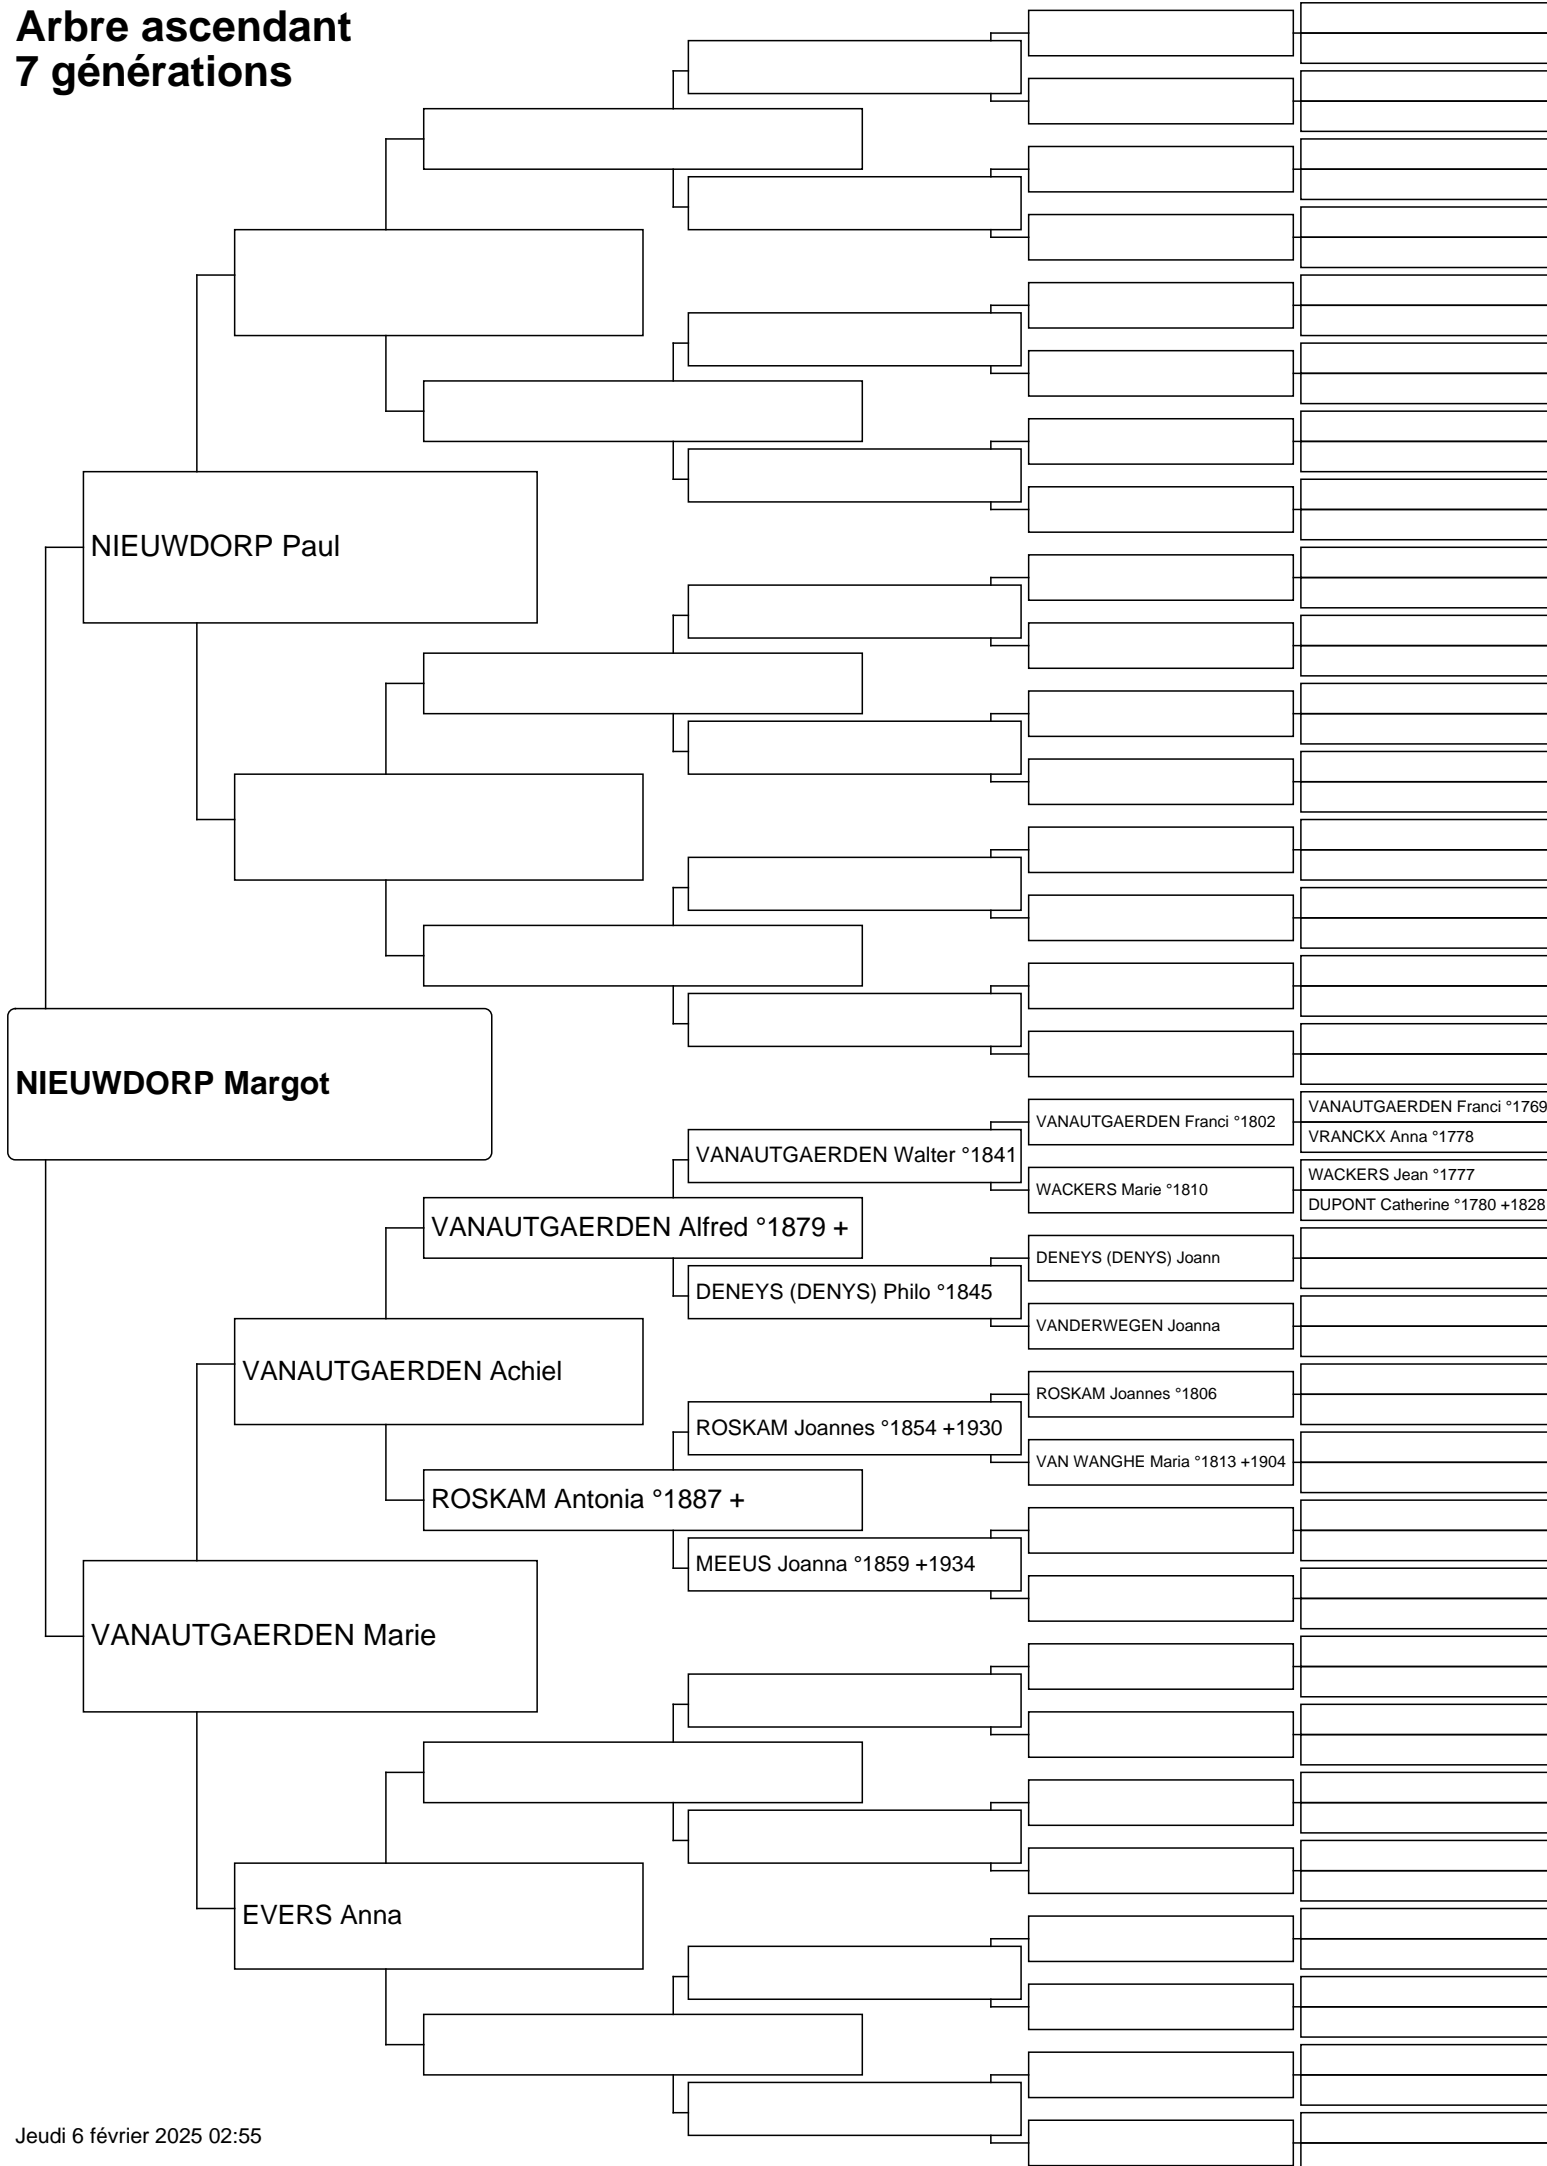 Arbre ascendant
7 générations
NIEUWDORP Paul
NIEUWDORP Margot
VANAUTGAERDEN Franci °1802
VANAUTGAERDEN Franci °1769
VRANCKX Anna °1778
VANAUTGAERDEN Walter °1841
WACKERS Marie °1810
WACKERS Jean °1777
DUPONT Catherine °1780 +1828
VANAUTGAERDEN Alfred °1879 +
DENEYS (DENYS) Joann
DENEYS (DENYS) Philo °1845
VANDERWEGEN Joanna
VANAUTGAERDEN Achiel
ROSKAM Joannes °1806
ROSKAM Joannes °1854 +1930
VAN WANGHE Maria °1813 +1904
ROSKAM Antonia °1887 +
MEEUS Joanna °1859 +1934
VANAUTGAERDEN Marie
EVERS Anna
Jeudi 6 février 2025 02:55